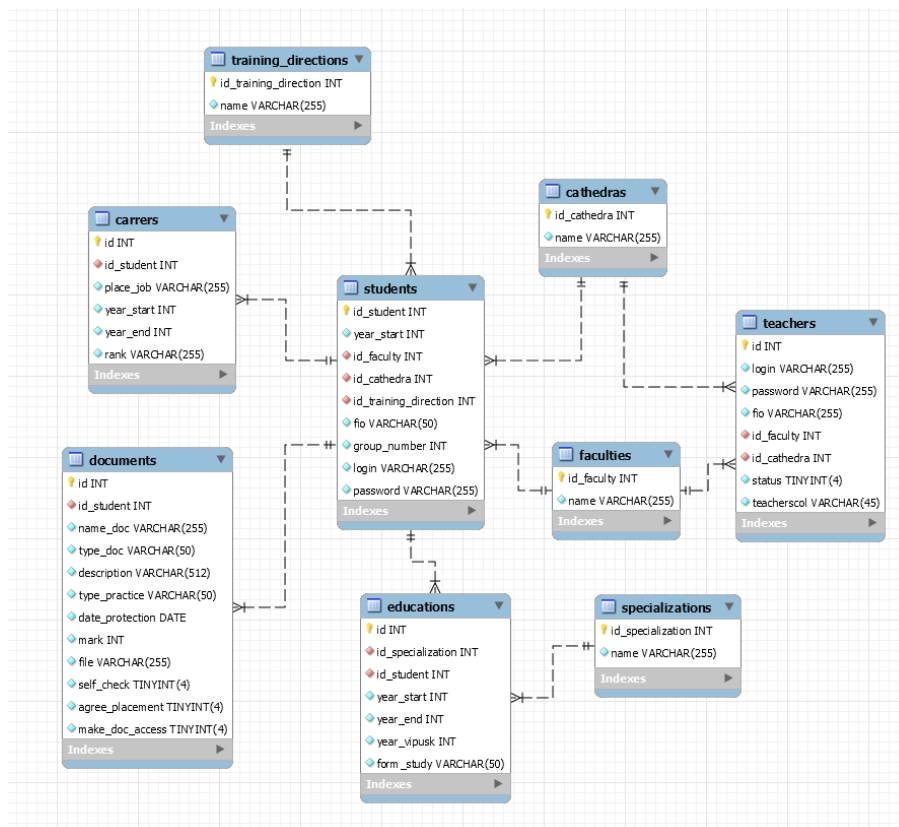 training_directions
id_training_direction INT
name VARCHAR(255)
Indexes
cathedras
id_cathedra INT
name VARCHAR(255)
Indexes
carrers
id INT
id_student INT
place_job VARCHAR(255)
year_start INT
year_end INT
rank VARCHAR(255)
Indexes
students
id_student INT
year_start INT
id_faculty INT
id_cathedra INT
id_training_direction INT
fio VARCHAR(50)
group_number INT
login VARCHAR(255)
password VARCHAR(255)
Indexes
teachers
id INT
login VARCHAR(255)
password VARCHAR(255)
fio VARCHAR(255)
id_faculty INT
id_cathedra INT
status TINYINT(4)
teacherscol VARCHAR(45)
Indexes
documents
id INT
id_student INT
name_doc VARCHAR(255)
type_doc VARCHAR(50)
description VARCHAR(512)
type_practice VARCHAR(50)
date_protection DATE
mark INT
file VARCHAR(255)
self_check TINYINT(4)
agree_placement TINYINT(4)
make_doc_access TINYINT(4)
Indexes
faculties
id_faculty INT
name VARCHAR(255)
Indexes
educations
id INT
id_specialization INT
id_student INT
year_start INT
year_end INT
year_vipusk INT
form_study VARCHAR(50)
Indexes
specializations
id_specialization INT
name VARCHAR(255)
Indexes